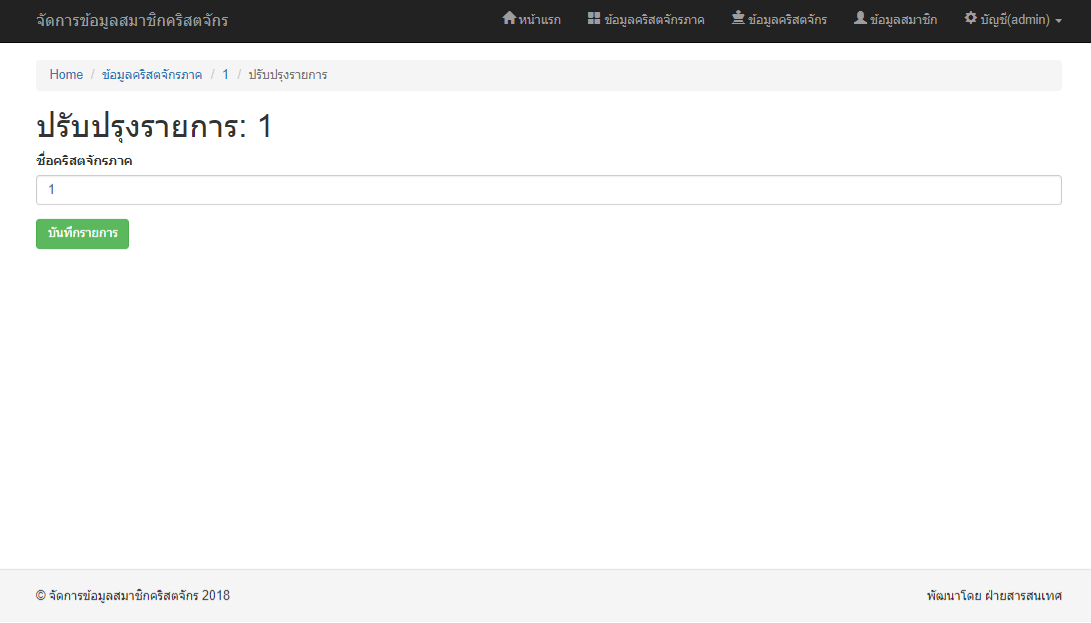 จัดการข้อมูลสมาชิกคริสตจักร หน้าแรก ข้อมูลคริสตจักรภาค ข้อมูลคริสตจักร ข้อมูลสมาชิก บัญชี(admin)
Home / ข้อมูลคริสตจักรภาค / 1 / ปรับปรุงรายการ
ปรับปรุงรายการ: 1
ชื่อคริสตจักรภาค
1
บันทึกรายการ
© จัดการข้อมูลสมาชิกคริสตจักร 2018 พัฒนาโดย ฝ่ายสารสนเทศ